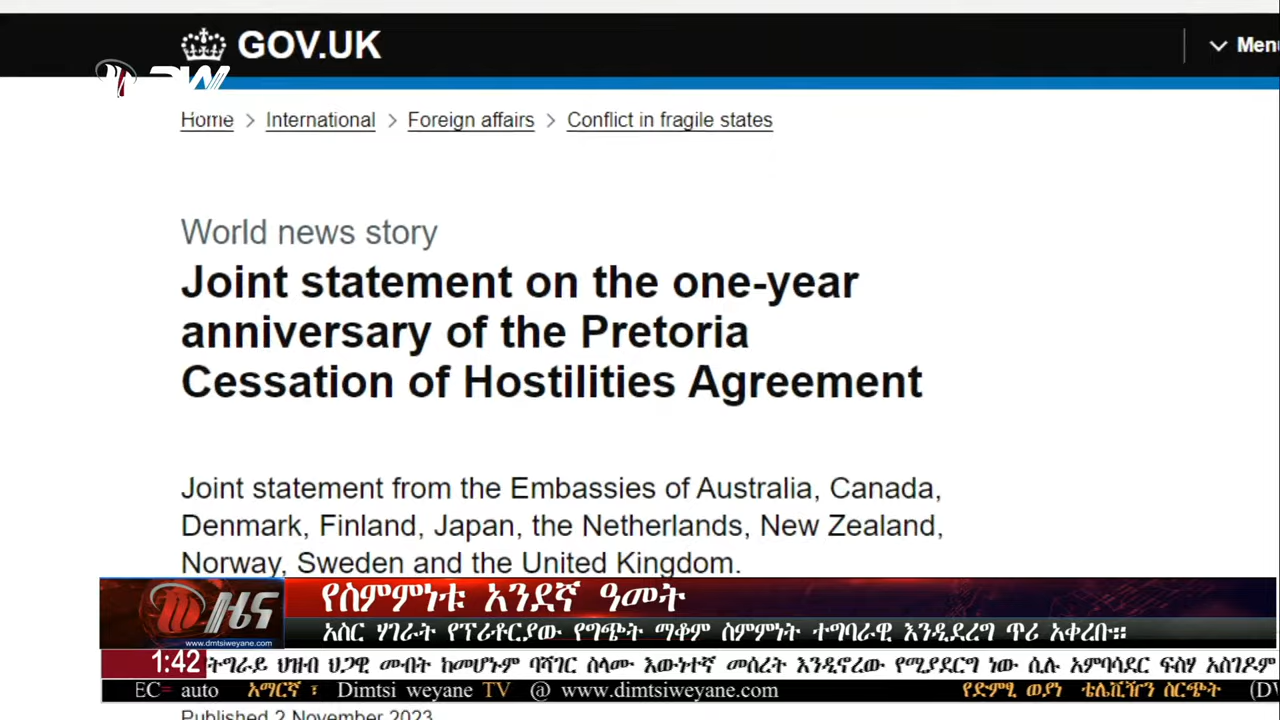 GOV.UK
Menu
DW
Home > International > Foreign affairs > Conflict in fragile states
World news story
Joint statement on the one-year
anniversary of the Pretoria
Cessation of Hostilities Agreement
Joint statement from the Embassies of Australia, Canada,
Denmark, Finland, Japan, the Netherlands, New Zealand,
Norway, Sweden and the United Kingdom.
ዜና
www.dmtsiweyane.com
የስምምነቱ አንደኛ ዓመት
አስር ሃገራት የፕሪቶርያው የግጭት ማቆም ስምምነት ተግባራዊ እንዲደረግ ጥሪ አቀረቡ፡፡
1:42 ትግራይ ህዝብ ህጋዊ መብት ከመሆኑም ባሻገር ስላሙ እውነተኛ መሰረት እንዲኖረው የሚያደርግ ነው ሲሉ አምባሳደር ፍስሃ አስገዶም
EC= auto አማርኛ ፣ Dimtsi weyane TV @ www.dimtsiweyane.com የድምፂ ወያነ ቴሌቪዥን ስርጭት (DV
Published 2 November 2023